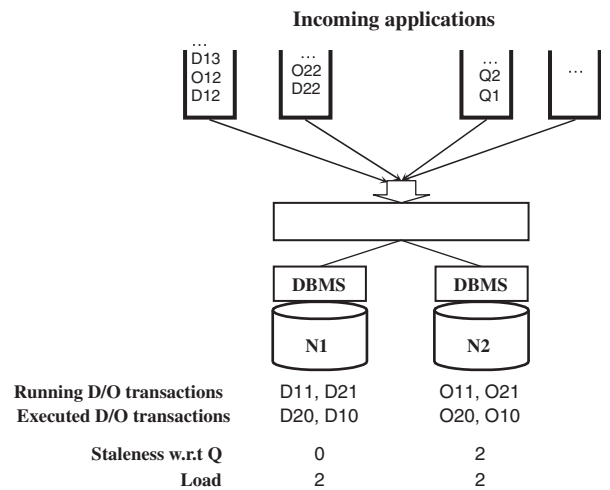 Incoming applications
...
D13
O12
D12
...
O22
D22
...
Q2
Q1
...
DBMS DBMS
N1 N2
Running D/O transactions D11, D21 O11, O21
Executed D/O transactions D20, D10 O20, O10
Staleness w.r.t Q 0 2
Load 2 2